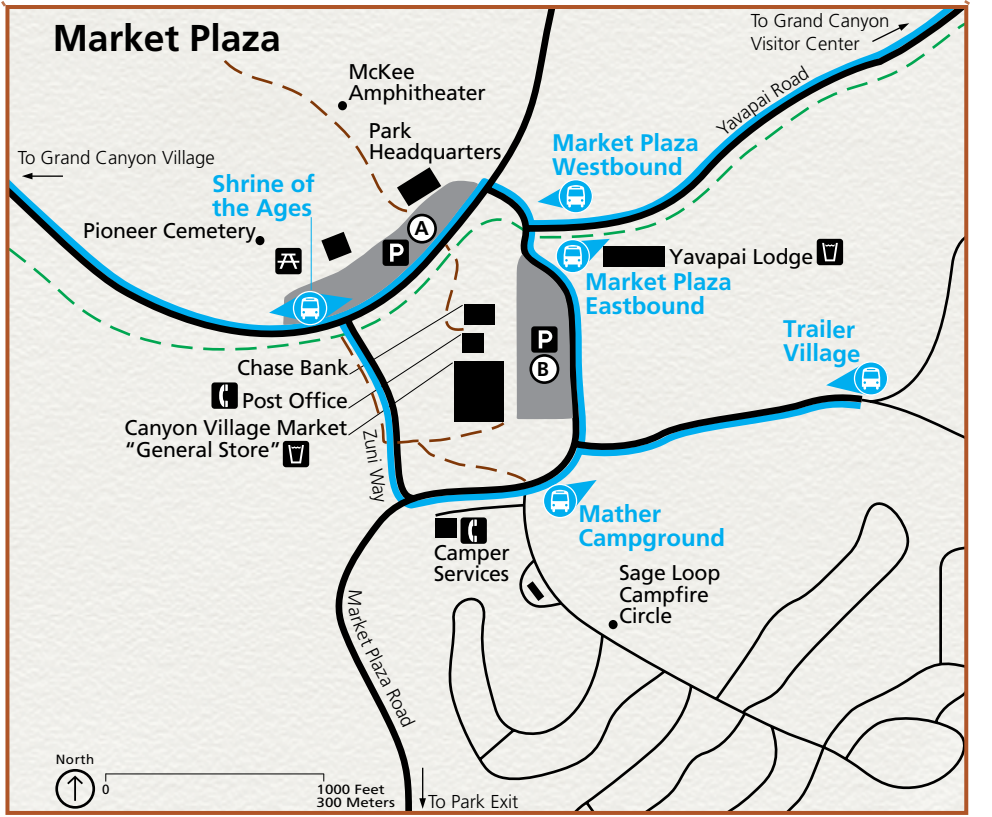 Market Plaza
To Grand Canyon
Visitor Center
McKee
Amphitheater
Yavapai Road
Park
Headquarters
Market Plaza
Westbound
To Grand Canyon Village
Shrine of
the Ages
Pioneer Cemetery
A
P
Yavapai Lodge
Market Plaza
Eastbound
Trailer
Village
P
B
Chase Bank
Post Office
Canyon Village Market
“General Store”
Zuni Way
Mather
Campground
Camper
Services
Sage Loop
Campfire
Circle
Market Plaza Road
North
0
1000 Feet
300 Meters
To Park Exit